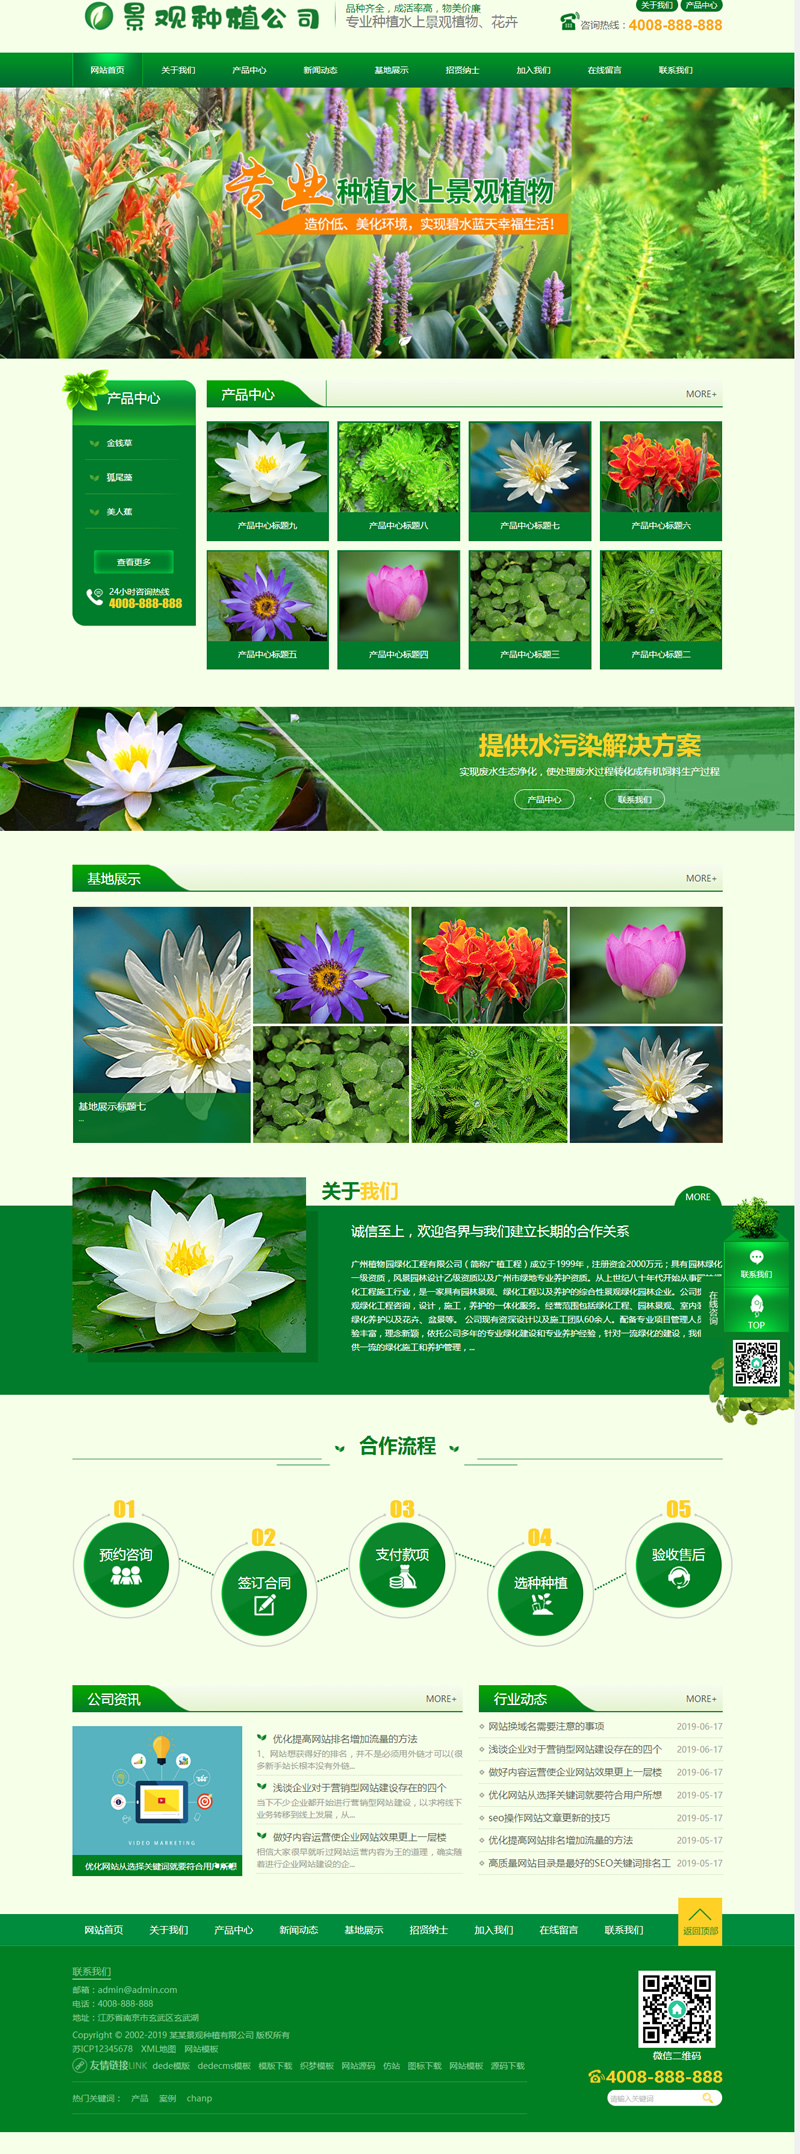 景观种植公司
品种齐全，成活率高，物美价廉
专业种植水上景观植物、花卉
关于我们 产品中心
咨询热线：4008-888-888
网站首页 关于我们 产品中心 新闻动态 基地展示 招贤纳士 加入我们 在线留言 联系我们
专业种植水上景观植物
造价低、美化环境，实现碧水蓝天幸福生活！
产品中心
金钱草
狐尾藻
美人蕉
查看更多
24小时咨询热线
4008-888-888
产品中心 MORE+
产品中心标题九 产品中心标题八 产品中心标题七 产品中心标题六
产品中心标题五 产品中心标题四 产品中心标题三 产品中心标题二
提供水污染解决方案
实现废水生态净化，使处理废水过程转化成有机饲料生产过程
产品中心 联系我们
基地展示 MORE+
基地展示标题七
...
关于我们
MORE
诚信至上，欢迎各界与我们建立长期的合作关系
广州植物园绿化工程有限公司（简称广植工程）成立于1999年，注册资金2000万元；具有园林绿化
一级资质，风景园林设计乙级资质以及广州市绿地专业养护资质。从上世纪八十年代开始从事
化工程施工行业，是一家具有园林景观、绿化工程以及养护的综合性景观绿化园林企业。公司
观绿化工程咨询，设计，施工，养护的一体化服务。经营范围包括绿化工程、园林景观、室内
绿化养护以及花卉、盆景等。 公司现有资深设计以及施工团队60余人。配备专业项目管理人
验丰富，理念新颖，依托公司多年的专业绿化建设和专业养护经验，针对一流绿化的建设，我
供一流的绿化施工和养护管理，...
在线咨询
联系我们
TOP
合作流程
01 02 03 04 05
预约咨询 签订合同 支付款项 选种种植 验收售后
公司资讯 MORE+
VIDEO MARKETING
优化网站从选择关键词就要符合用户所想
优化提高网站排名增加流量的方法
1、网站想获得好的排名，并不是必须用外链才可以(很
多新手站长根本没有外链...
浅谈企业对于营销型网站建设存在的四个
当下不少企业都开始进行营销型网站建设，以求将线下
业务转移到线上发展，从...
做好内容运营使企业网站效果更上一层楼
相信大家很早就听过网站运营内容为王的道理，确实随
着进行企业网站建设的企...
行业动态 MORE+
网站换域名需要注意的事项 2019-06-17
浅谈企业对于营销型网站建设存在的四个 2019-06-17
做好内容运营使企业网站效果更上一层楼 2019-06-17
优化网站从选择关键词就要符合用户所想 2019-05-17
seo操作网站文章更新的技巧 2019-05-17
优化提高网站排名增加流量的方法 2019-05-17
高质量网站目录是最好的SEO关键词排名工 2019-05-17
网站首页 关于我们 产品中心 新闻动态 基地展示 招贤纳士 加入我们 在线留言 联系我们
返回顶部
联系我们
邮箱：admin@admin.com
电话：4008-888-888
地址：江苏省南京市玄武区玄武湖
Copyright © 2002-2019 某某景观种植有限公司 版权所有
苏ICP12345678 XML地图 网站模板
友情链接LINK dede模版 dedecms模板 模版下载 织梦模板 网站源码 仿站 图标下载 网站模板 源码下载
热门关键词： 产品 案例 chanp
微信二维码
4008-888-888
请输入关键词